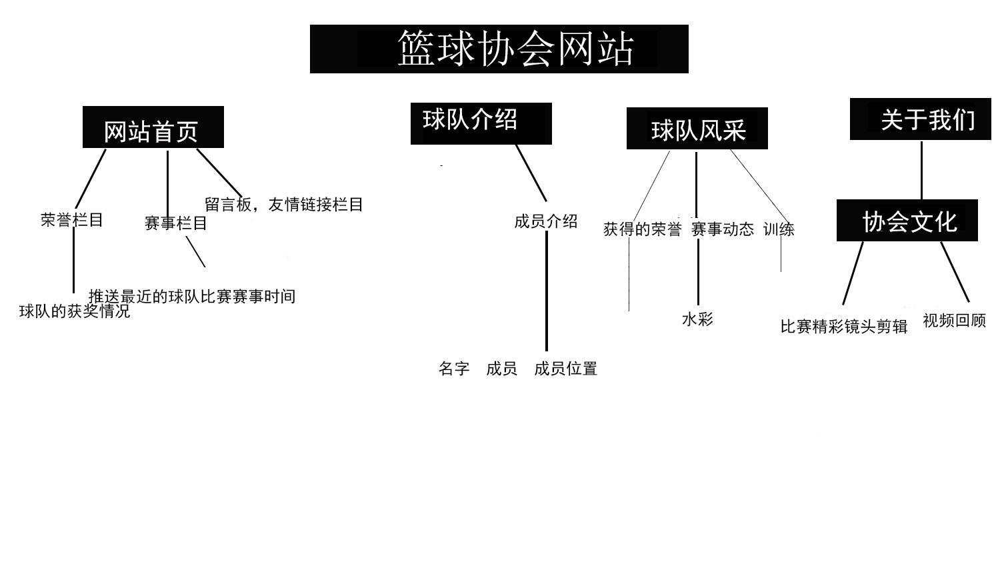 篮球协会网站
网站首页
球队介绍
球队风采
关于我们
荣誉栏目
赛事栏目
留言板，友情链接栏目
成员介绍
获得的荣誉 赛事动态 训练
协会文化
推送最近的球队比赛赛事时间
球队的获奖情况
水彩
比赛精彩镜头剪辑
视频回顾
名字 成员 成员位置